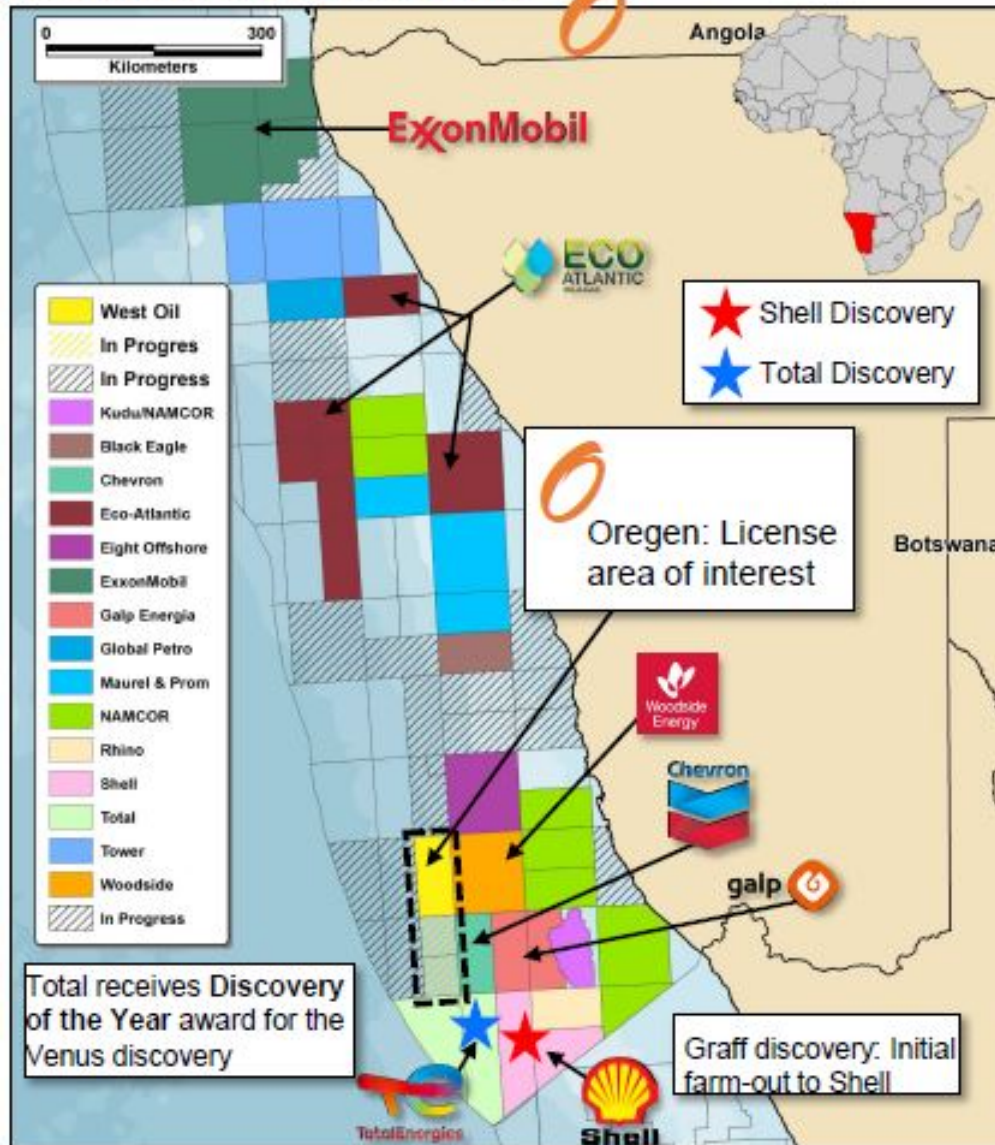 0 300
Kilometers
Angola
ExxonMobil
ECO
ATLANTIC
Shell Discovery
Total Discovery
West Oil
In Progres
In Progress
Kudu/NAMCOR
Black Eagle
Chevron
Eco-Atlantic
Eight Offshore
ExxonMobil
Galp Energia
Global Petro
Maurel & Prom
NAMCOR
Rhino
Shell
Total
Tower
Woodside
In Progress
Oregen: License
area of interest
Botswana
Woodside
Energy
Chevron
galp
Total receives Discovery
of the Year award for the
Venus discovery
Graff discovery: Initial
farm-out to Shell
TotalEnergies
Shell